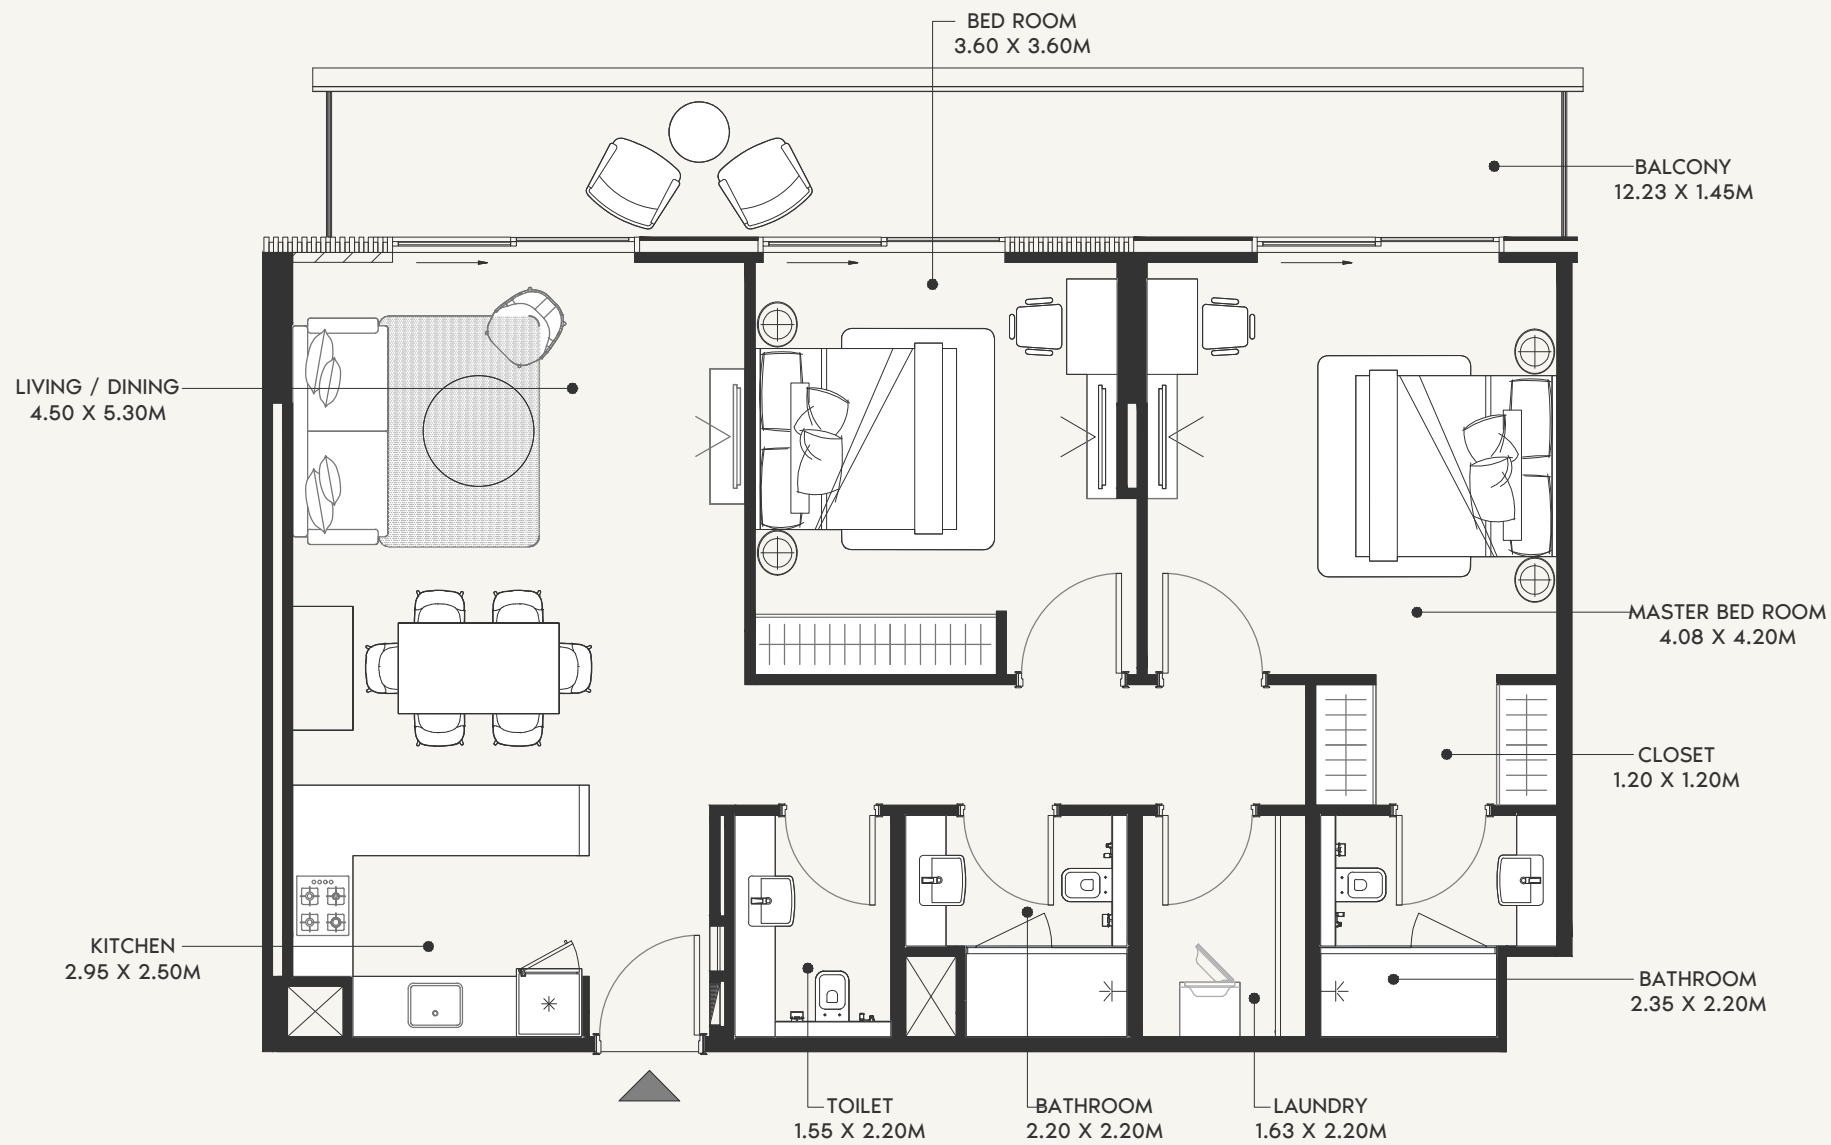 BED ROOM
3.60 X 3.60M
BALCONY
12.23 X 1.45M
LIVING / DINING
4.50 X 5.30M
MASTER BED ROOM
4.08 X 4.20M
CLOSET
1.20 X 1.20M
KITCHEN
2.95 X 2.50M
BATHROOM
2.35 X 2.20M
TOILET
1.55 X 2.20M
BATHROOM
2.20 X 2.20M
LAUNDRY
1.63 X 2.20M